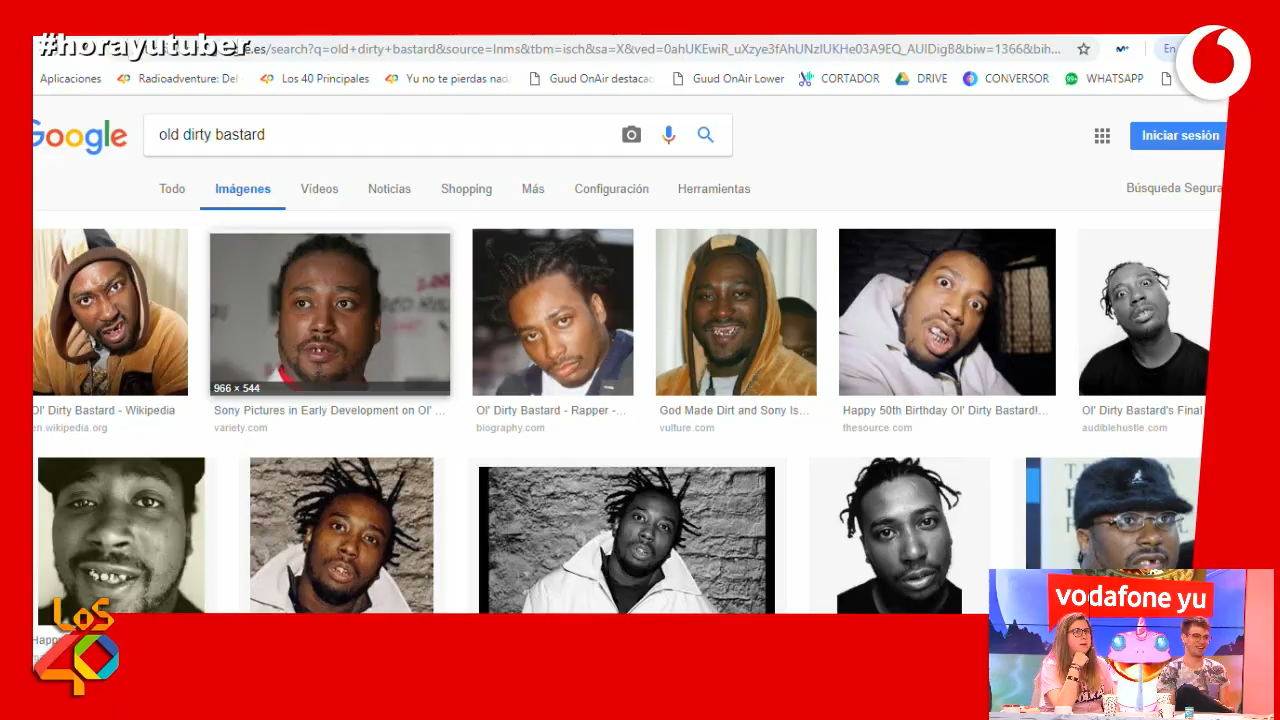 #horayutuber
e.es/search?q=old+dirty+bastard&source=lnms&tbm=isch&sa=X&ved=0ahUKEwiR_uXzye3fAhUNzIUKHe03A9EQ_AUIDigB&biw=1366&bih...
Aplicaciones Radioadventure: Del Los 40 Principales Yu no te pierdas nad Guud OnAir destacac Guud OnAir Lower CORTADOR DRIVE CONVERSOR WHATSAPP
Google old dirty bastard Iniciar sesión
Todo Imágenes Vídeos Noticias Shopping Más Configuración Herramientas Búsqueda Segura
966 × 544
Ol' Dirty Bastard - Wikipedia Sony Pictures in Early Development on Ol' ... Ol' Dirty Bastard - Rapper -... God Made Dirt and Sony Is... Happy 50th Birthday Ol' Dirty Bastard!... Ol' Dirty Bastard's Final
en.wikipedia.org variety.com biography.com vulture.com thesource.com audiblehustle.com
Happ
LOS
40
vodafone yu